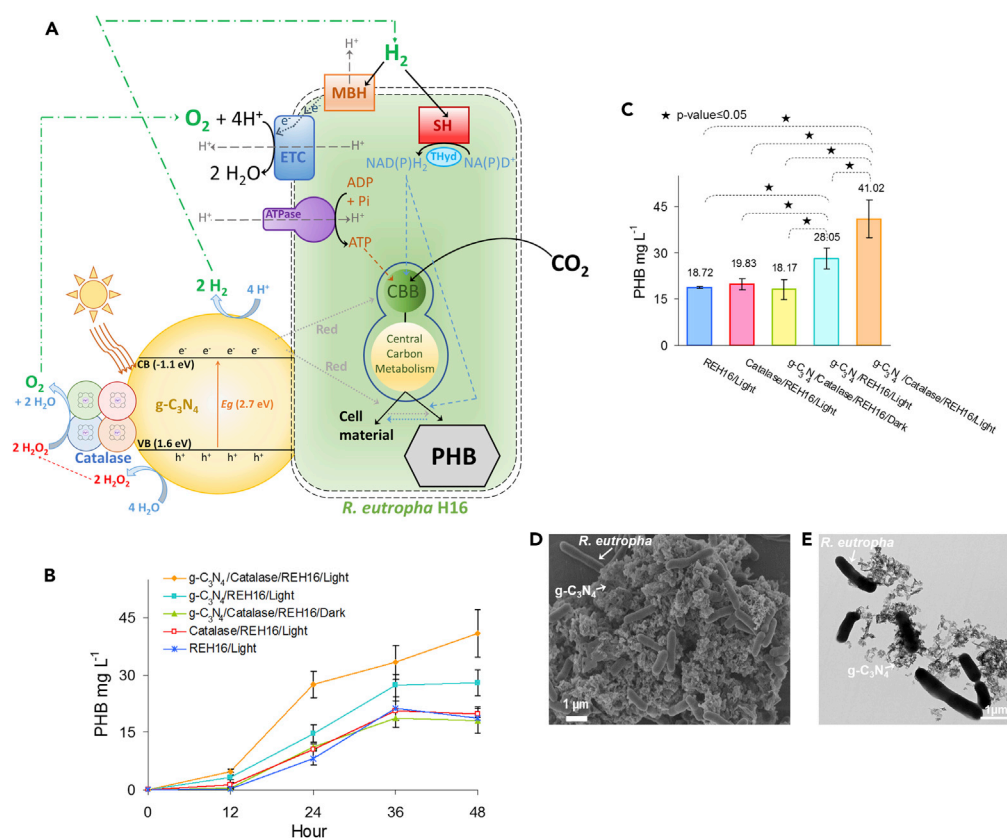 A
H₂
H⁺
MBH
2 e⁻
e⁻
O₂ + 4H⁺
SH
THyd
ETC
H⁺
H⁺
NAD(P)H₂
NA(P)D⁺
2 H₂O
ADP
+ Pi
ATPase
H⁺
H⁺
ATP
CO₂
2 H₂
4 H⁺
CBB
Red
Central
Carbon
Metabolism
Red
e⁻ e⁻ e⁻ e⁻
CB (-1.1 eV)
O₂
+ 2 H₂O
g-C₃N₄
Eg (2.7 eV)
2 H₂O₂
VB (1.6 eV)
Catalase
h⁺ h⁺ h⁺ h⁺
2 H₂O₂
4 H₂O
Cell
material
PHB
R. eutropha H16
B
g-C₃N₄/Catalase/REH16/Light
g-C₃N₄/REH16/Light
g-C₃N₄/Catalase/REH16/Dark
Catalase/REH16/Light
REH16/Light
PHB mg L⁻¹
45
30
15
0
0 12 24 36 48
Hour
C
★ p-value≤0.05
PHB mg L⁻¹
45
30
15
0
18.72
19.83
18.17
28.05
41.02
REH16/Light
Catalase/REH16/Light
g-C₃N₄/Catalase/REH16/Dark
g-C₃N₄/REH16/Light
g-C₃N₄/Catalase/REH16/Light
D
R. eutropha
g-C₃N₄
1 µm
E
R. eutropha
g-C₃N₄
1µm